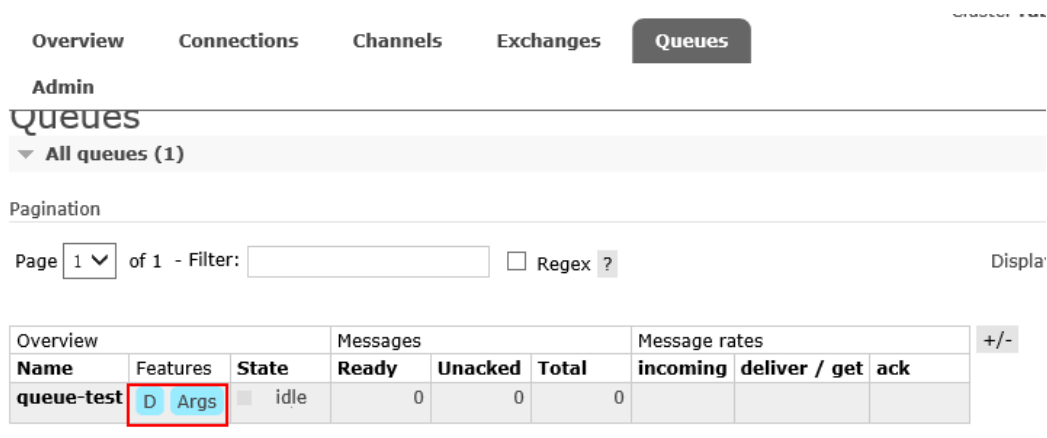 Overview Connections Channels Exchanges Queues
Admin
Queues
All queues (1)
Pagination
Page 1 of 1 - Filter: Regex ?
Overview Messages Message rates +/-
Name Features State Ready Unacked Total incoming deliver / get ack
queue-test D Args idle 0 0 0